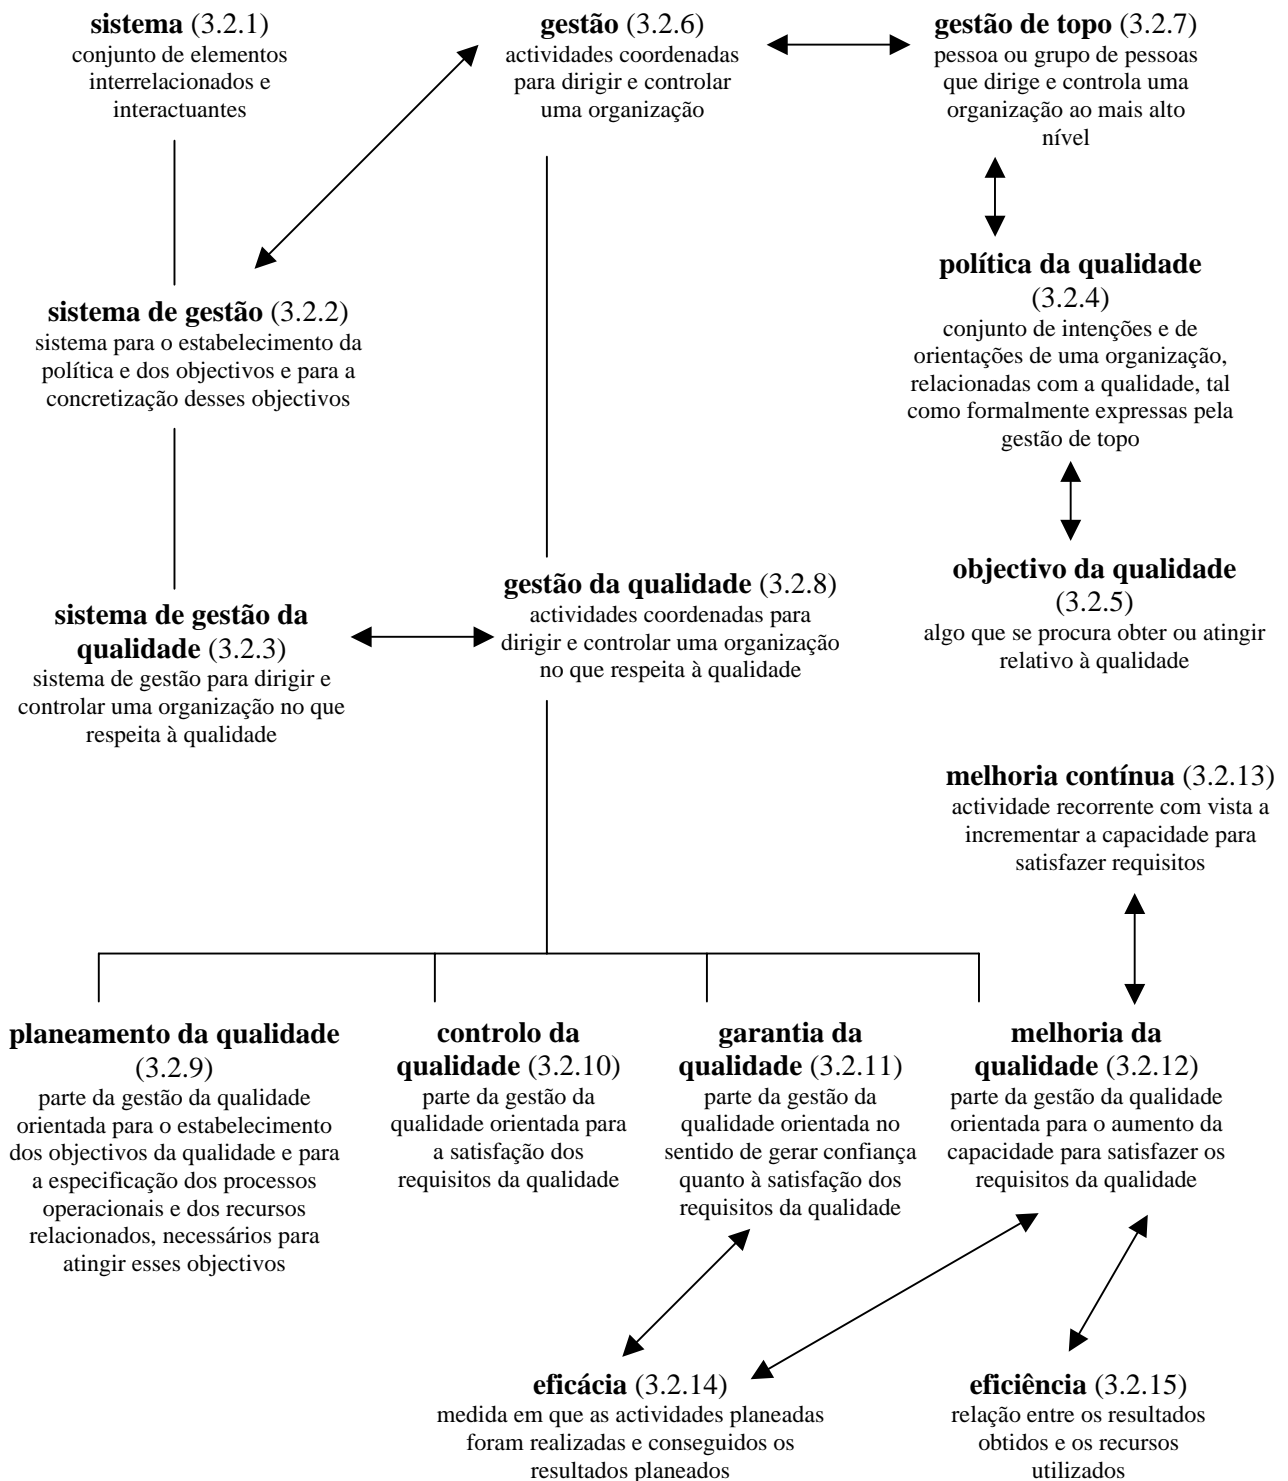 sistema (3.2.1)
conjunto de elementos
interrelacionados e
interactuantes
gestão (3.2.6)
actividades coordenadas
para dirigir e controlar
uma organização
gestão de topo (3.2.7)
pessoa ou grupo de pessoas
que dirige e controla uma
organização ao mais alto
nível
sistema de gestão (3.2.2)
sistema para o estabelecimento da
política e dos objectivos e para a
concretização desses objectivos
política da qualidade
(3.2.4)
conjunto de intenções e de
orientações de uma organização,
relacionadas com a qualidade, tal
como formalmente expressas pela
gestão de topo
sistema de gestão da
qualidade (3.2.3)
sistema de gestão para dirigir e
controlar uma organização no que
respeita à qualidade
gestão da qualidade (3.2.8)
actividades coordenadas para
dirigir e controlar uma organização
no que respeita à qualidade
objectivo da qualidade
(3.2.5)
algo que se procura obter ou atingir
relativo à qualidade
melhoria contínua (3.2.13)
actividade recorrente com vista a
incrementar a capacidade para
satisfazer requisitos
planeamento da qualidade
(3.2.9)
parte da gestão da qualidade
orientada para o estabelecimento
dos objectivos da qualidade e para
a especificação dos processos
operacionais e dos recursos
relacionados, necessários para
atingir esses objectivos
controlo da
qualidade (3.2.10)
parte da gestão da
qualidade orientada para
a satisfação dos
requisitos da qualidade
garantia da
qualidade (3.2.11)
parte da gestão da
qualidade orientada no
sentido de gerar confiança
quanto à satisfação dos
requisitos da qualidade
melhoria da
qualidade (3.2.12)
parte da gestão da qualidade
orientada para o aumento da
capacidade para satisfazer os
requisitos da qualidade
eficácia (3.2.14)
medida em que as actividades planeadas
foram realizadas e conseguidos os
resultados planeados
eficiência (3.2.15)
relação entre os resultados
obtidos e os recursos
utilizados